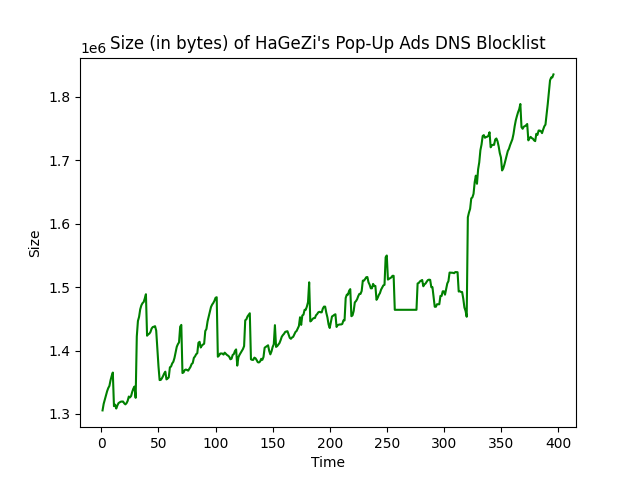 Size (in bytes) of HaGeZi's Pop-Up Ads DNS Blocklist
1e6
1.8
1.7
1.6
1.5
1.4
1.3
Size
0 50 100 150 200 250 300 350 400
Time